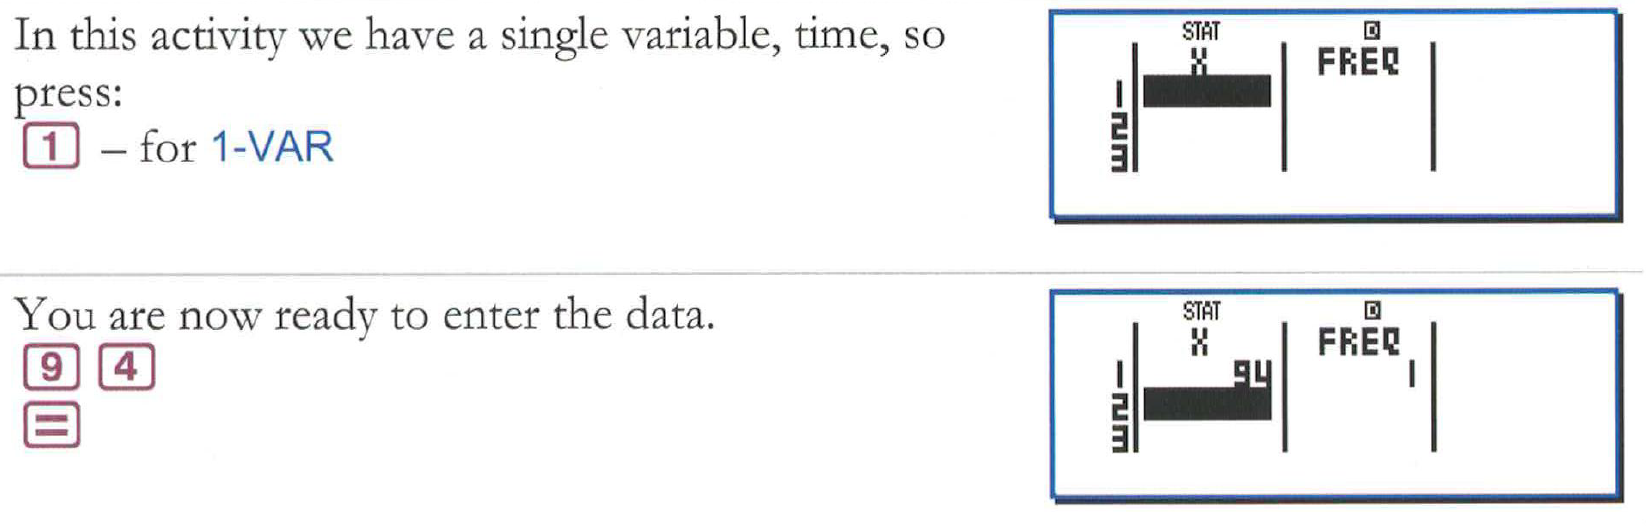 In this activity we have a single variable, time, so
press:
1 – for 1-VAR
STAT D
X FREQ
1
2
3
You are now ready to enter the data.
9 4
=
STAT D
X FREQ
1 94 1
2
3